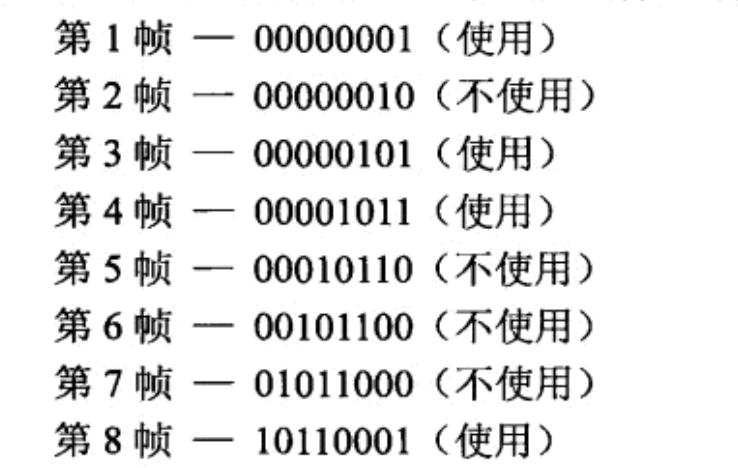 第 1 帧 — 00000001（使用）
第 2 帧 — 00000010（不使用）
第 3 帧 — 00000101（使用）
第 4 帧 — 00001011（使用）
第 5 帧 — 00010110（不使用）
第 6 帧 — 00101100（不使用）
第 7 帧 — 01011000（不使用）
第 8 帧 — 10110001（使用）